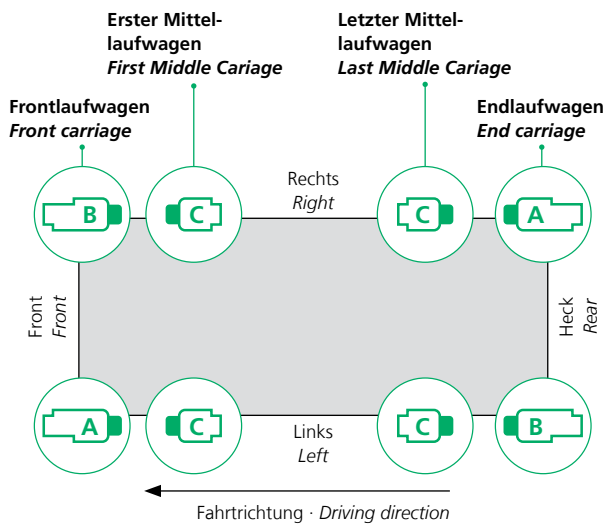 Erster Mittel-
laufwagen
First Middle Cariage
Letzter Mittel-
laufwagen
Last Middle Cariage
Frontlaufwagen
Front carriage
Endlaufwagen
End carriage
B
C
Rechts
Right
C
A
Front
Front
Heck
Rear
A
C
Links
Left
C
B
Fahrtrichtung · Driving direction